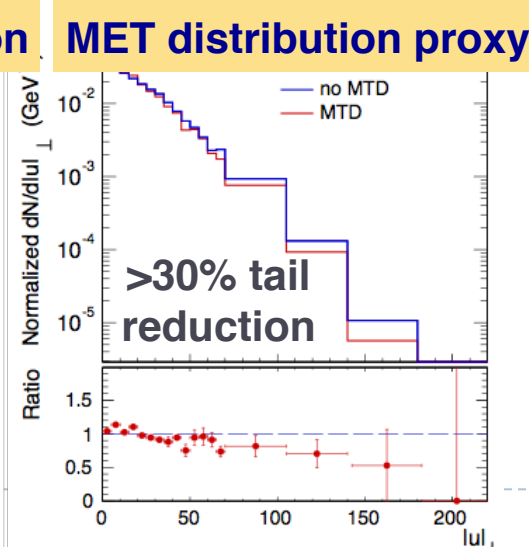 on MET distribution proxy
Normalized dN/d|u|⊥ (GeV
no MTD
MTD
10⁻²
10⁻³
10⁻⁴
10⁻⁵
>30% tail
reduction
Ratio
1.5
1
0.5
0
0 50 100 150 200
|u|⊥